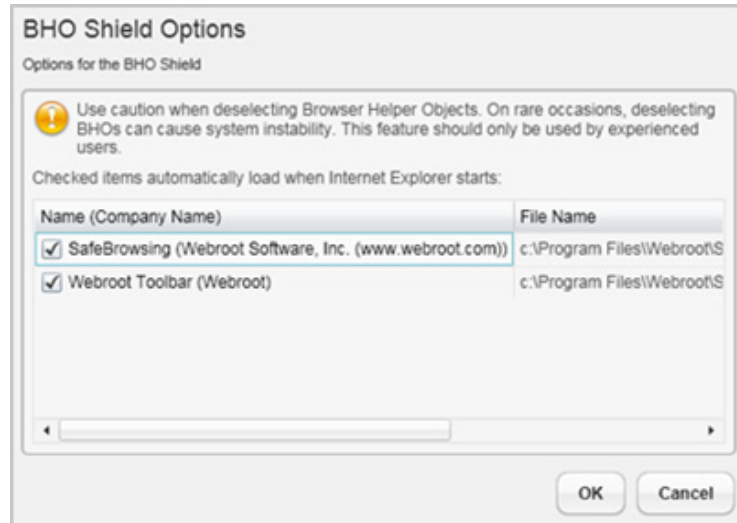 BHO Shield Options
Options for the BHO Shield
Use caution when deselecting Browser Helper Objects. On rare occasions, deselecting
BHOs can cause system instability. This feature should only be used by experienced
users.
Checked items automatically load when Internet Explorer starts:
Name (Company Name) File Name
SafeBrowsing (Webroot Software, Inc. (www.webroot.com)) c:\Program Files\Webroot\S
Webroot Toolbar (Webroot) c:\Program Files\Webroot\S
OK Cancel